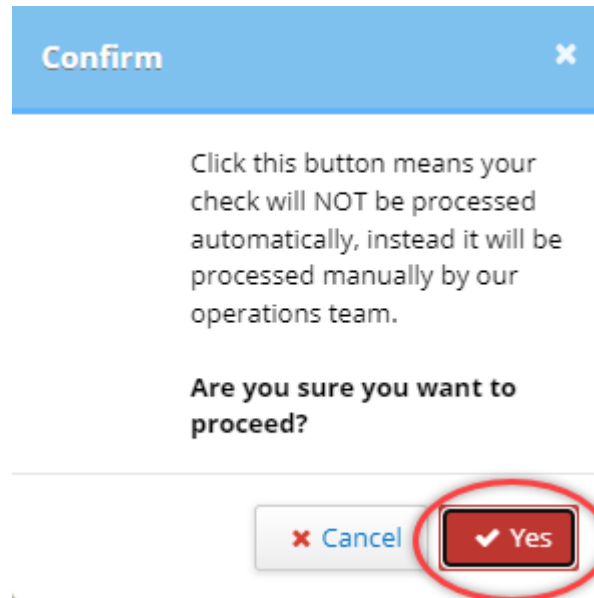 Confirm
Click this button means your
check will NOT be processed
automatically, instead it will be
processed manually by our
operations team.
Are you sure you want to
proceed?
Cancel
Yes